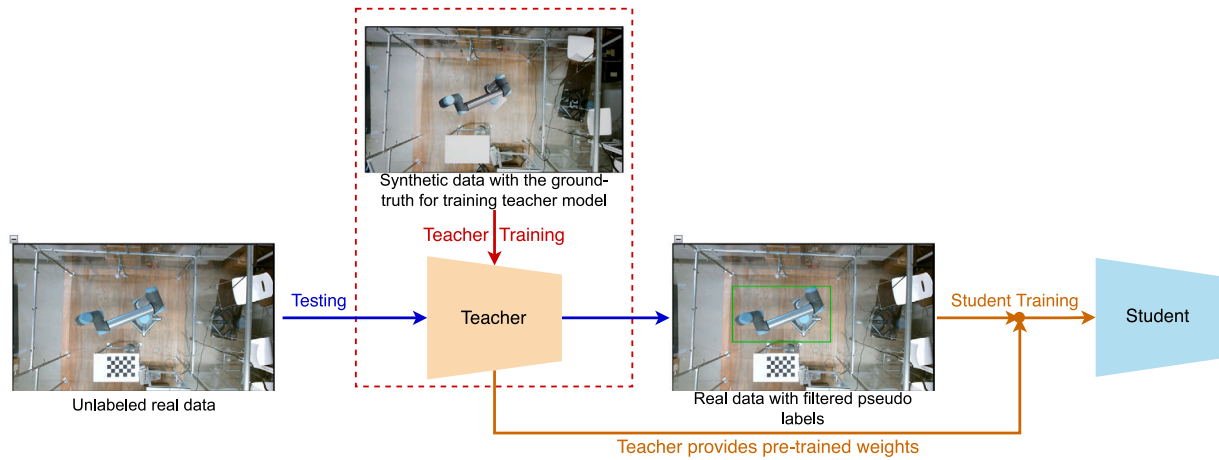 Synthetic data with the ground-
truth for training teacher model
Teacher Training
Testing
Teacher
Student Training
Student
Unlabeled real data
Real data with filtered pseudo
labels
Teacher provides pre-trained weights